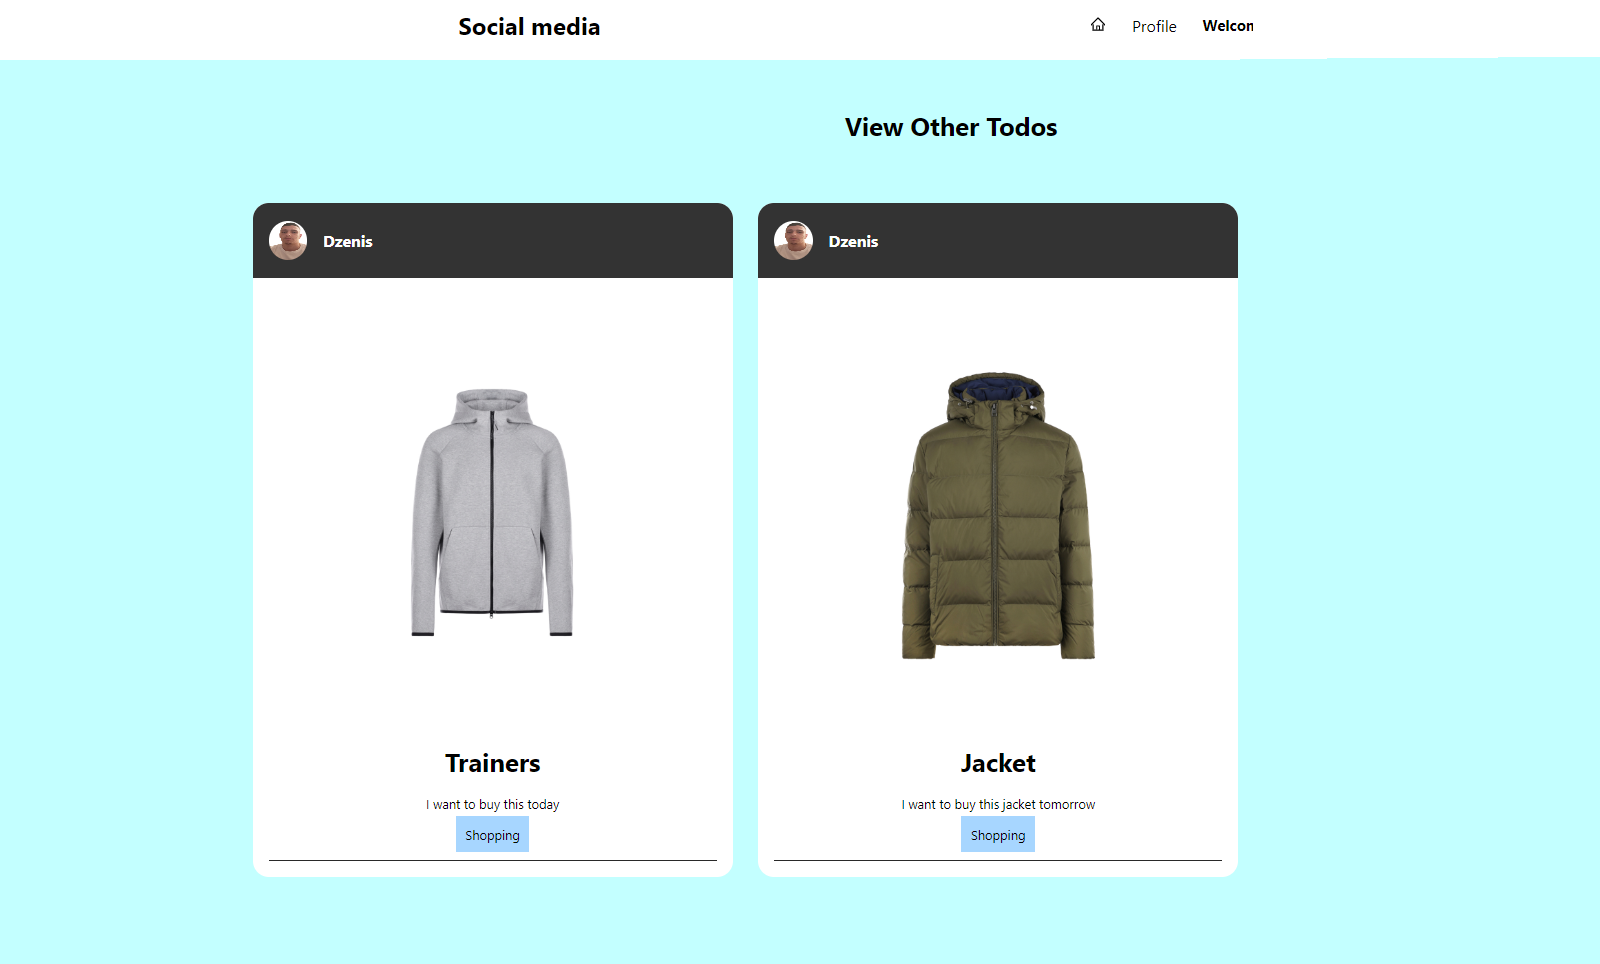 Social media
Profile
Welcon
View Other Todos
Dzenis
Dzenis
Trainers
I want to buy this today
Shopping
Jacket
I want to buy this jacket tomorrow
Shopping